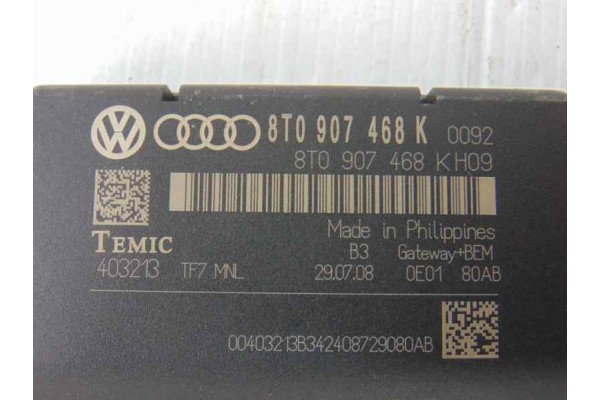 8T0 907 468 K 0092
8T0 907 468 K H09
TEMIC
Made in Philippines
B3 Gateway+BEM
403213 TF7 MNL 29.07.08 0E01 80AB
00403213B342408729080AB